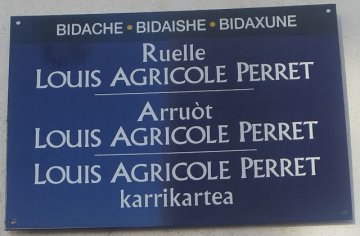 BIDACHE • BIDAISHE • BIDAXUNE
Ruelle
LOUIS AGRICOLE PERRET
Arruòt
LOUIS AGRICOLE PERRET
LOUIS AGRICOLE PERRET
karrikartea